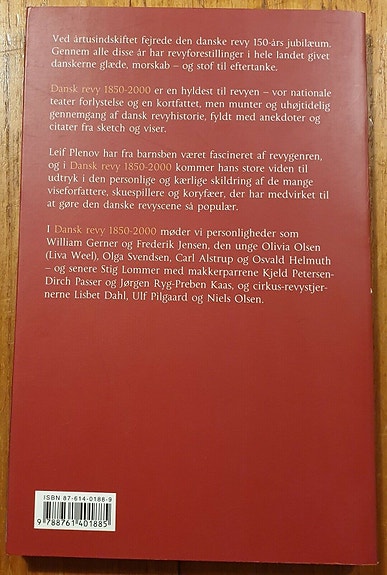 Ved årtusindskiftet fejrede den danske revy 150-års jubilæum.
Gennem alle disse år har revyforestillinger i hele landet givet
danskerne glæde, morskab – og stof til eftertanke.
Dansk revy 1850-2000 er en hyldest til revyen – vor nationale
teater forlystelse og en kortfattet, men munter og uhøjtidelig
gennemgang af dansk revyhistorie, fyldt med anekdoter og
citater fra sketch og viser.
Leif Plenov har fra barnsben været fascineret af revygenren,
og i Dansk revy 1850-2000 kommer hans store viden til
udtryk i den personlige og kærlige skildring af de mange
viseforfattere, skuespillere og koryfæer, der har medvirket til
at gøre den danske revyscene så populær.
I Dansk revy 1850-2000 møder vi personligheder som
William Gerner og Frederik Jensen, den unge Olivia Olsen
(Liva Weel), Olga Svendsen, Carl Alstrup og Osvald Helmuth
– og senere Stig Lommer med makkerparrene Kjeld Petersen-
Dirch Passer og Jørgen Ryg-Preben Kaas, og cirkus-revystjer-
nerne Lisbet Dahl, Ulf Pilgaard og Niels Olsen.
ISBN 87-614-0188-9
9 788761 401885